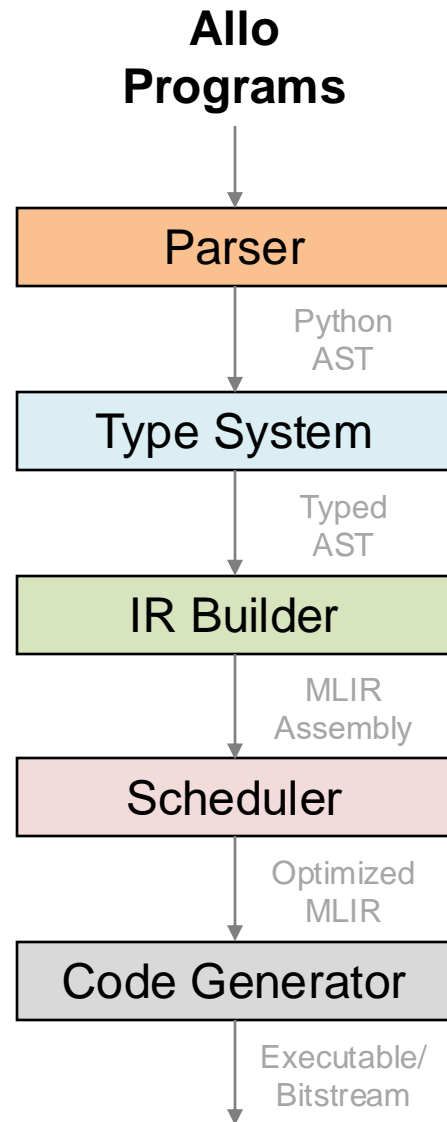 Allo
Programs
Parser
Python
AST
Type System
Typed
AST
IR Builder
MLIR
Assembly
Scheduler
Optimized
MLIR
Code Generator
Executable/
Bitstream